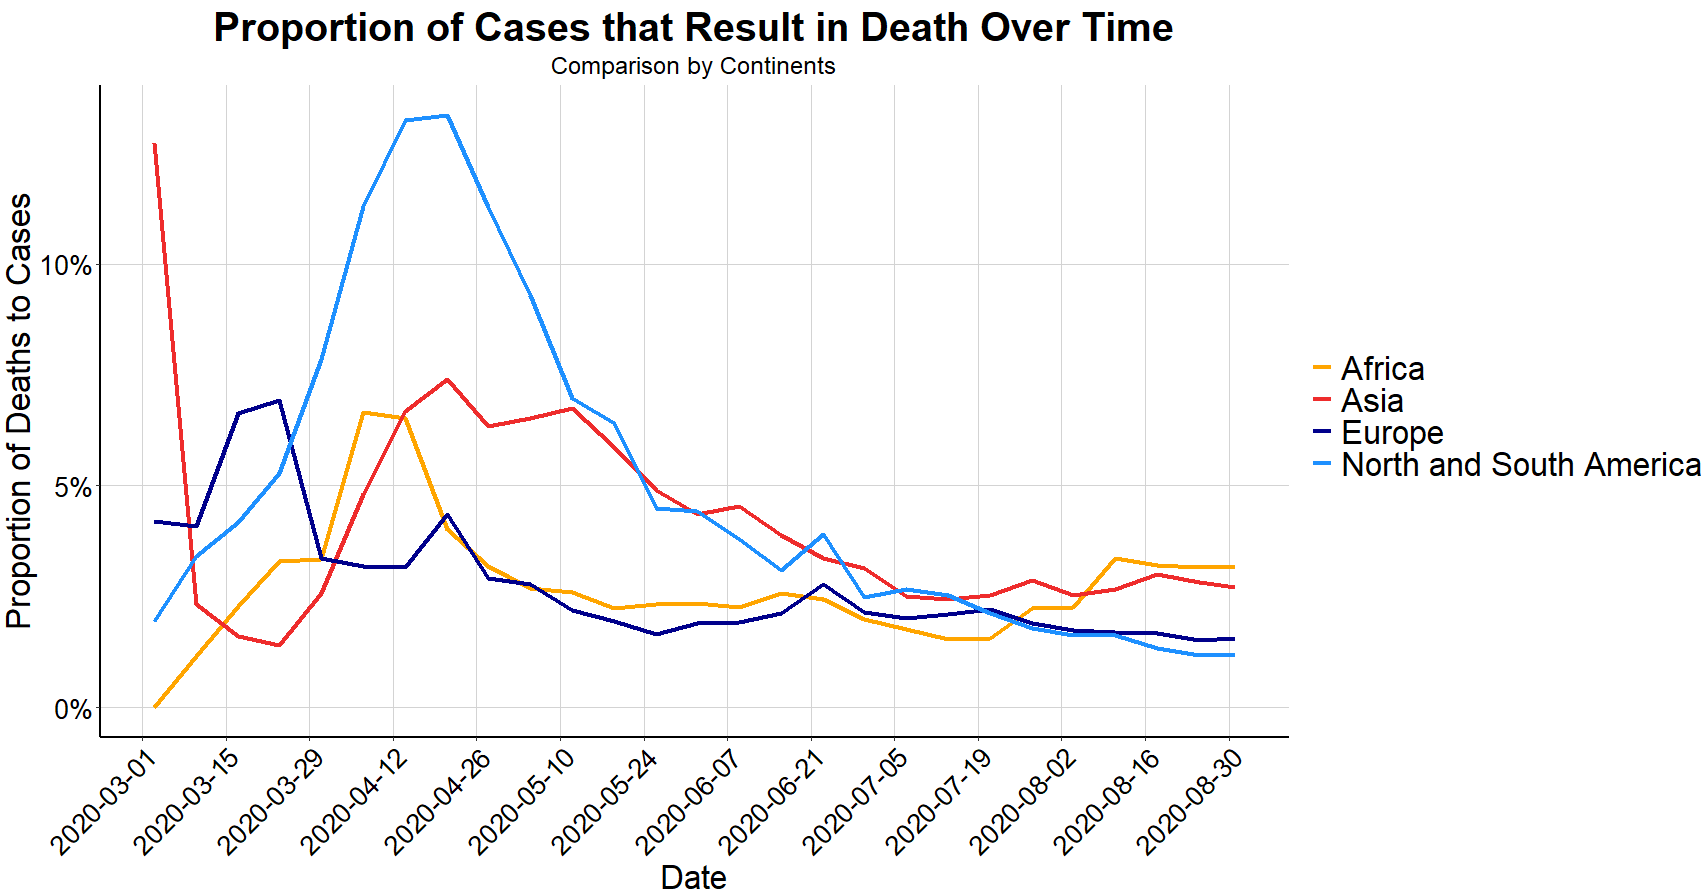 Proportion of Cases that Result in Death Over Time
Comparison by Continents
Proportion of Deaths to Cases
10%
5%
0%
2020-03-01
2020-03-15
2020-03-29
2020-04-12
2020-04-26
2020-05-10
2020-05-24
2020-06-07
2020-06-21
2020-07-05
2020-07-19
2020-08-02
2020-08-16
2020-08-30
Date
Africa
Asia
Europe
North and South America